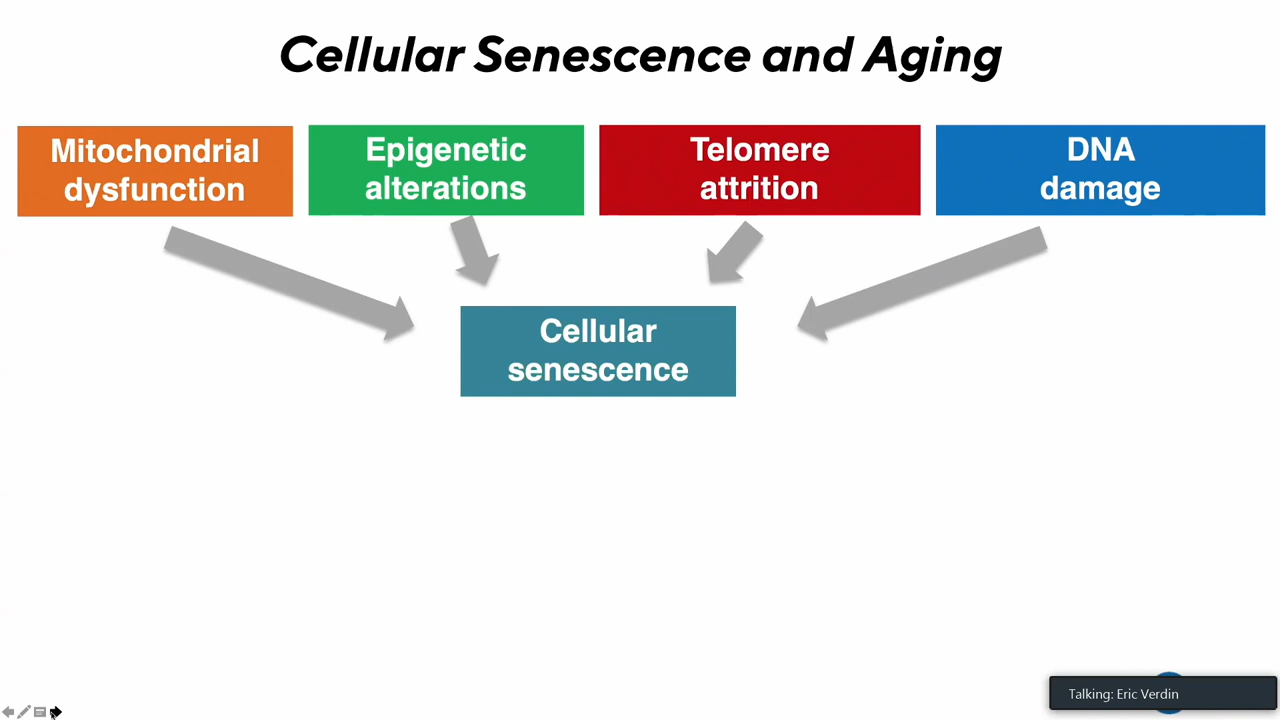 Cellular Senescence and Aging
Mitochondrial
dysfunction
Epigenetic
alterations
Telomere
attrition
DNA
damage
Cellular
senescence
Talking: Eric Verdin